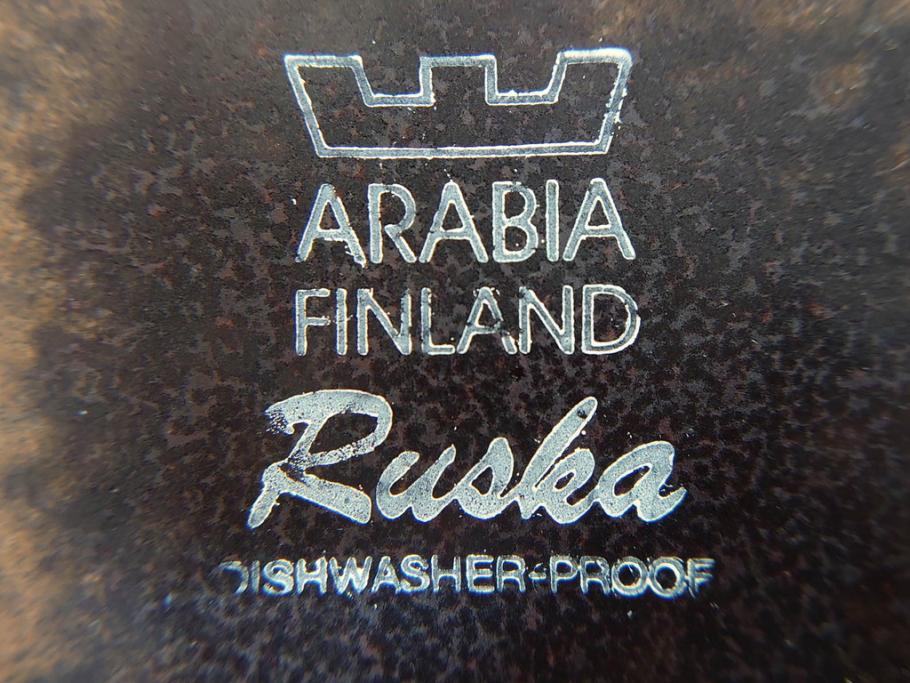 ARABIA
FINLAND
Ruska
DISHWASHER-PROOF